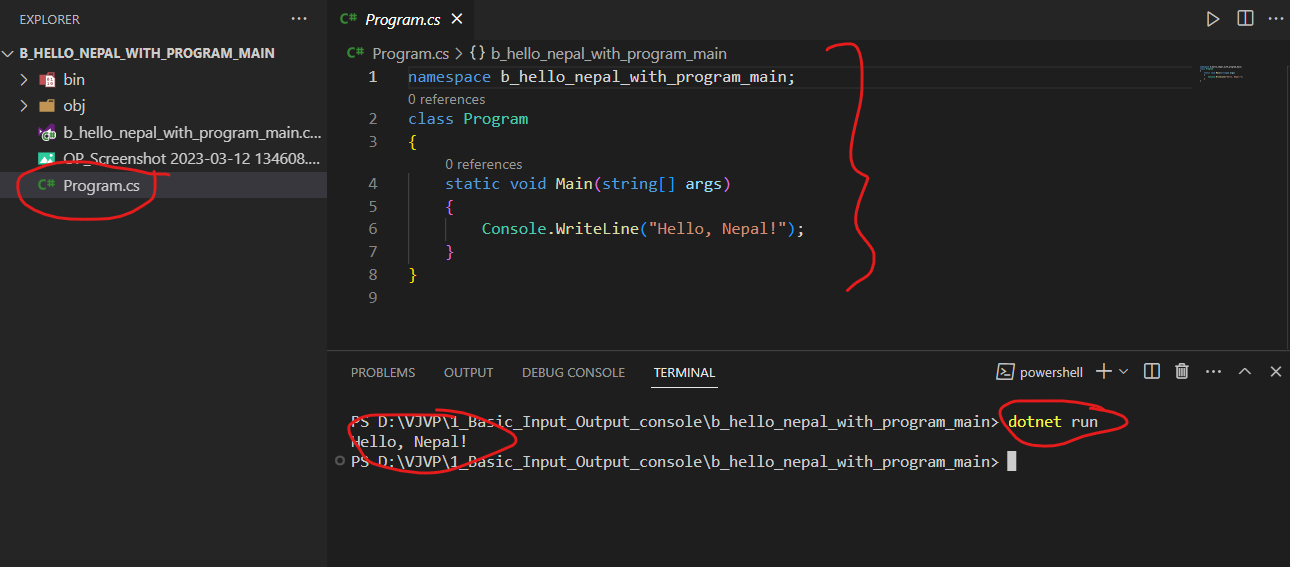 EXPLORER
B_HELLO_NEPAL_WITH_PROGRAM_MAIN
bin
obj
b_hello_nepal_with_program_main.c...
OP_Screenshot 2023-03-12 134608....
C# Program.cs
C# Program.cs
C# Program.cs > {} b_hello_nepal_with_program_main
1 namespace b_hello_nepal_with_program_main;
0 references
2 class Program
3 {
0 references
4 static void Main(string[] args)
5 {
6 Console.WriteLine("Hello, Nepal!");
7 }
8 }
9
PROBLEMS OUTPUT DEBUG CONSOLE TERMINAL powershell
PS D:\VJVP\1_Basic_Input_Output_console\b_hello_nepal_with_program_main> dotnet run
Hello, Nepal!
PS D:\VJVP\1_Basic_Input_Output_console\b_hello_nepal_with_program_main>